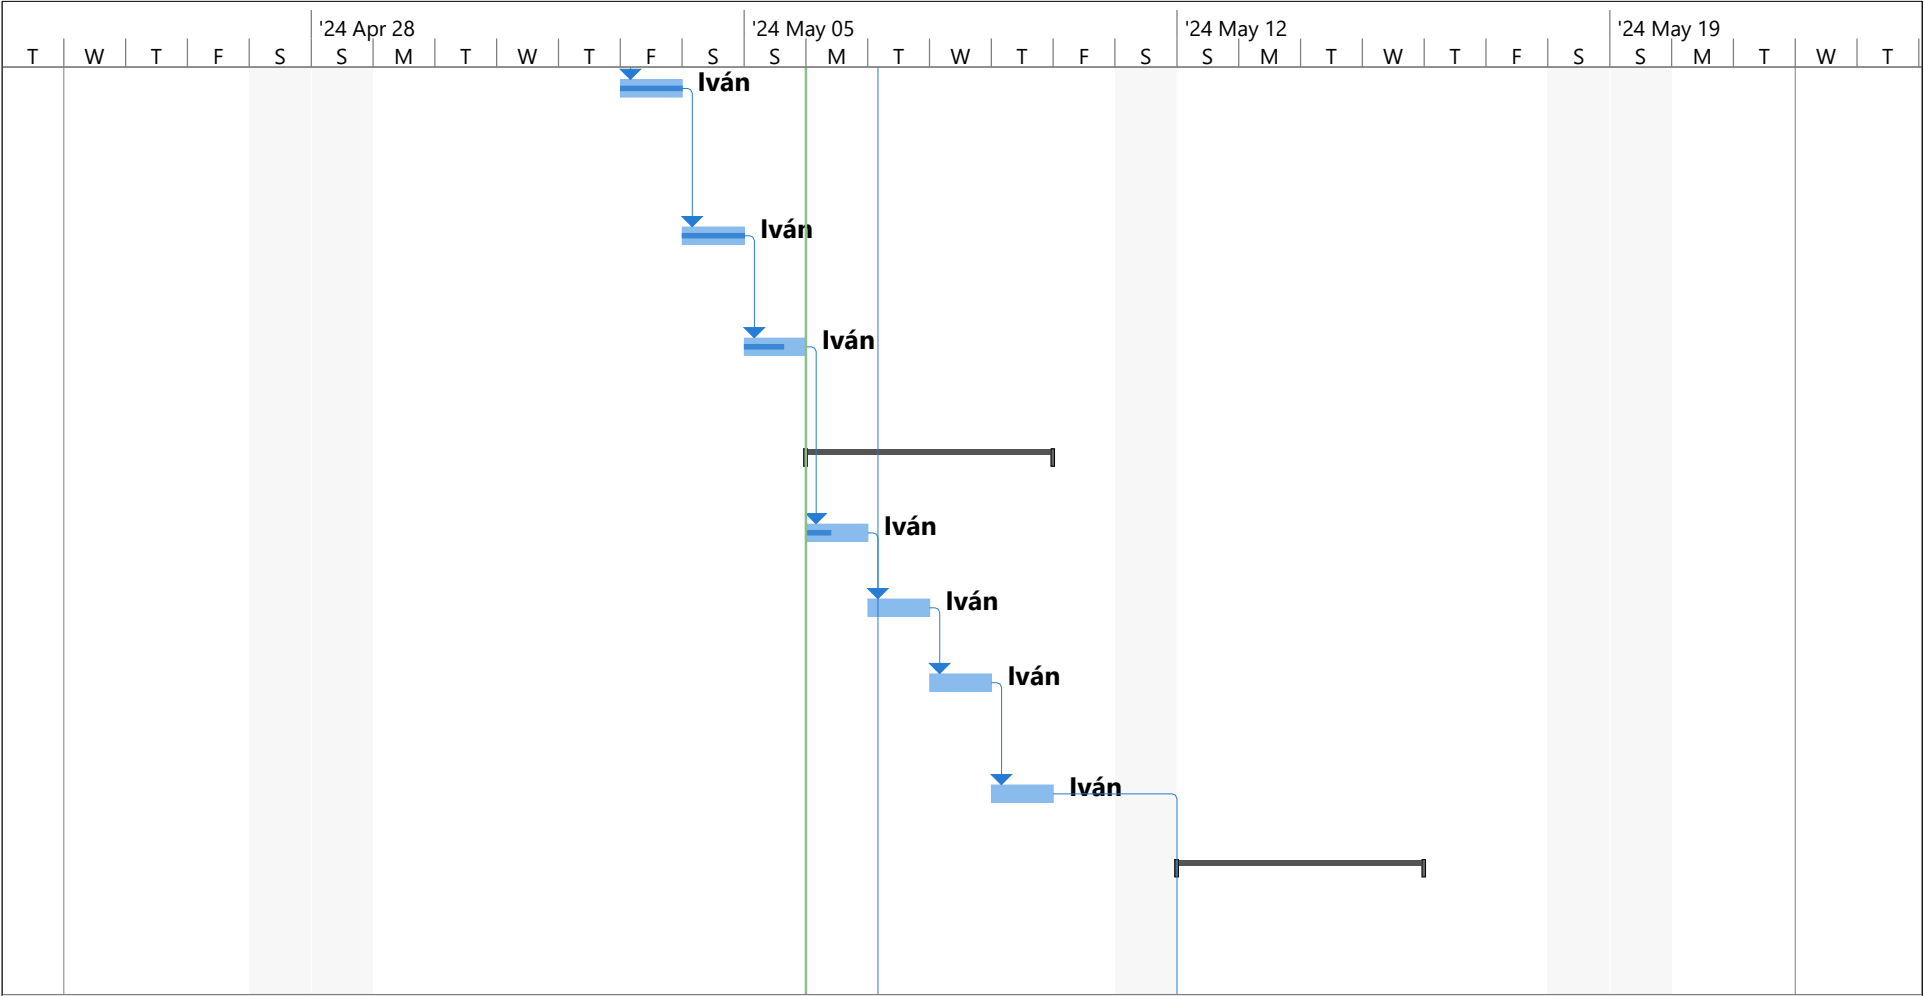 '24 Apr 28 '24 May 05 '24 May 12 '24 May 19
T W T F S S M T W T F S S M T W T F S S M T W T F S S M T W T
Iván
Iván
Iván
Iván
Iván
Iván
Iván